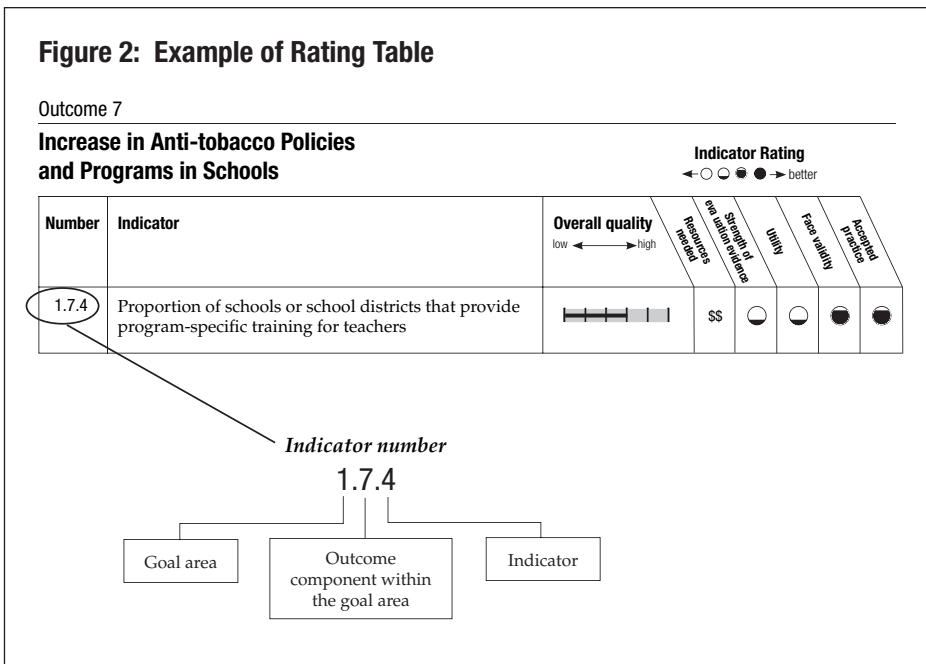 Figure 2: Example of Rating Table
Outcome 7
Increase in Anti-tobacco Policies
and Programs in Schools
Indicator Rating
better
Number
Indicator
Overall quality
low high
Resources
needed
Strength of
evaluation evidence
Utility
Face validity
Accepted
practice
1.7.4
Proportion of schools or school districts that provide
program-specific training for teachers
$$
Indicator number
1.7.4
Goal area
Outcome
component within
the goal area
Indicator